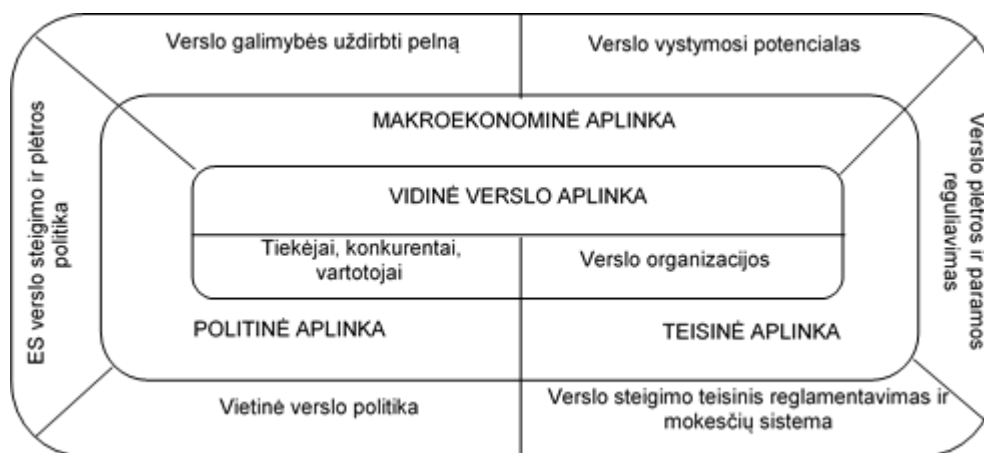 Verslo galimybės uždirbti pelną
Verslo vystymosi potencialas
ES verslo steigimo ir plėtros
politika
MAKROEKONOMINĖ APLINKA
VIDINĖ VERSLO APLINKA
Tiekėjai, konkurentai,
vartotojai
Verslo organizacijos
Verslo plėtros ir paramos
reguliavimas
POLITINĖ APLINKA
TEISINĖ APLINKA
Vietinė verslo politika
Verslo steigimo teisinis reglamentavimas ir
mokesčių sistema